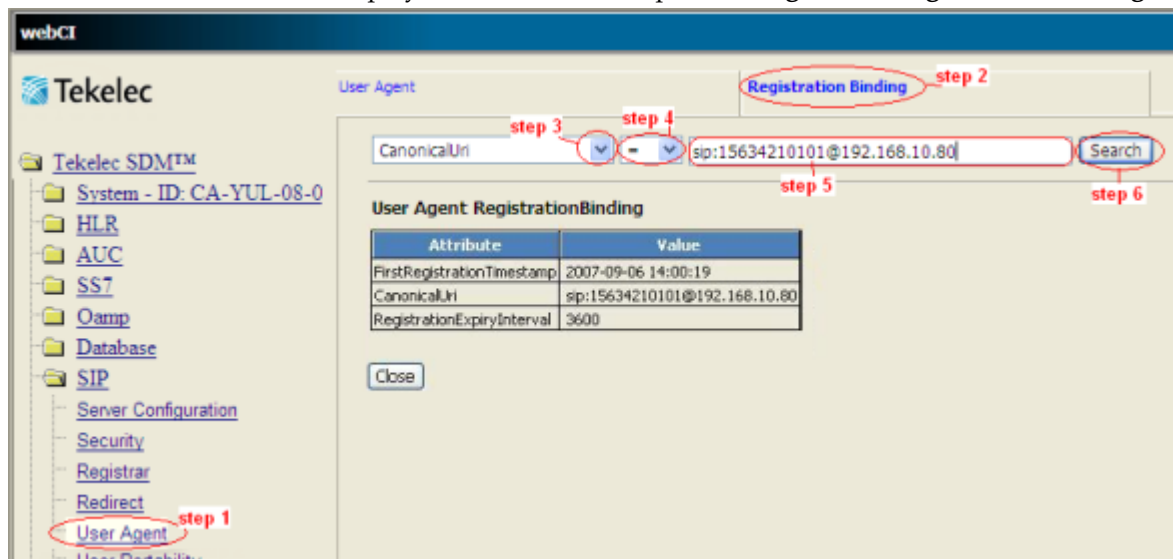 webCI
Tekelec
User Agent
Registration Binding
step 2
step 3
step 4
CanonicalUri
=
sip:15634210101@192.168.10.80
Search
step 5
step 6
Tekelec SDM™
System - ID: CA-YUL-08-0
HLR
AUC
SS7
Oamp
Database
SIP
Server Configuration
Security
Registrar
Redirect
User Agent
step 1
User Agent RegistrationBinding
Attribute Value
FirstRegistrationTimestamp 2007-09-06 14:00:19
CanonicalUri sip:15634210101@192.168.10.80
RegistrationExpiryInterval 3600
Close